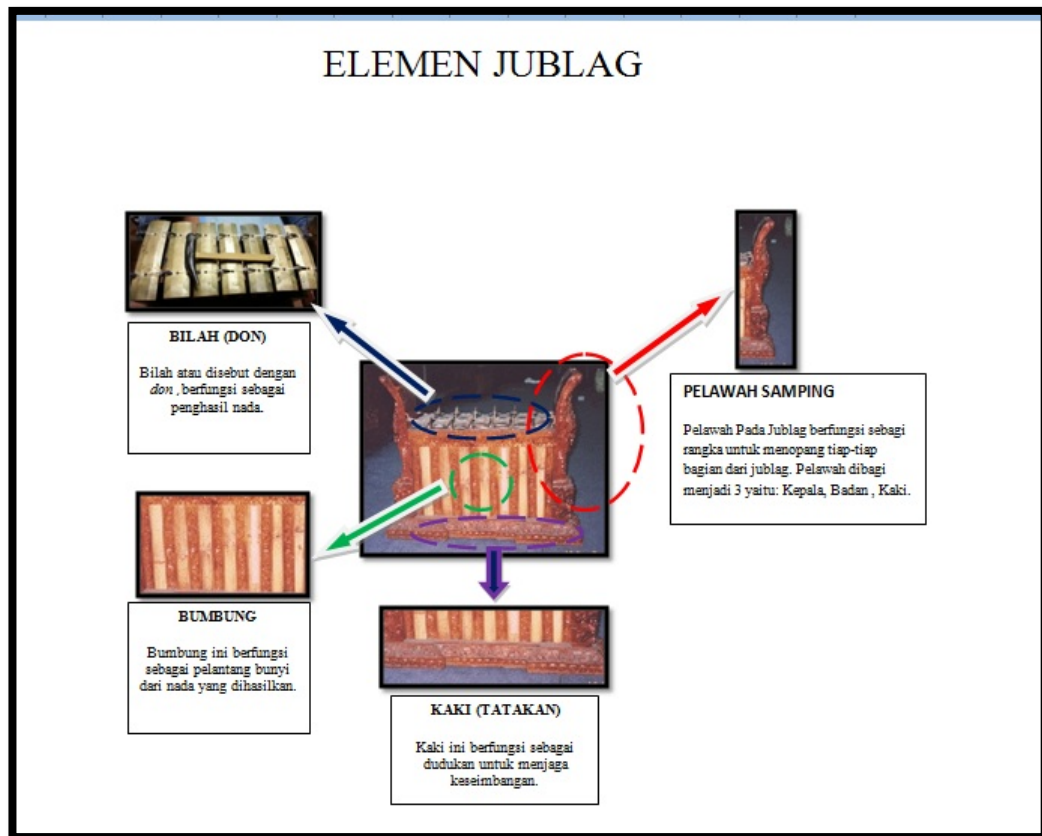 ELEMEN JUBLAG
BILAH (DON)
Bilah atau disebut dengan
don , berfungsi sebagai
penghasil nada.
PELAWAH SAMPING
Pelawah Pada Jublag berfungsi sebagi
rangka untuk menopang tiap-tiap
bagian dari jublag. Pelawah dibagi
menjadi 3 yaitu: Kepala, Badan , Kaki.
BUMBUNG
Bumbung ini berfungsi
sebagai pelantang bunyi
dari nada yang dihasilkan.
KAKI (TATAKAN)
Kaki ini berfungsi sebagai
dudukan untuk menjaga
keseimbangan.